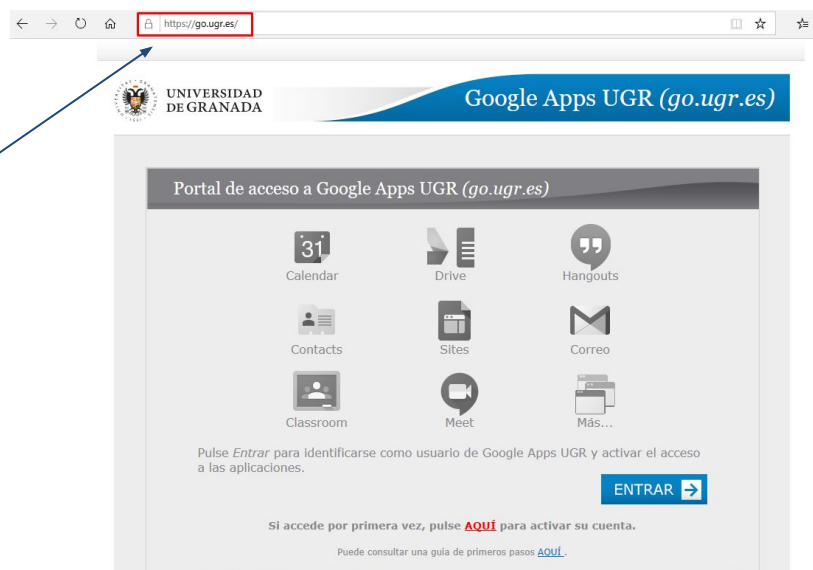 https://go.ugr.es/
UNIVERSIDAD
DE GRANADA
Google Apps UGR (go.ugr.es)
Portal de acceso a Google Apps UGR (go.ugr.es)
31
Calendar
Drive
Hangouts
Contacts
Sites
Correo
Classroom
Meet
Más...
Pulse Entrar para identificarse como usuario de Google Apps UGR y activar el acceso
a las aplicaciones.
ENTRAR
Si accede por primera vez, pulse AQUÍ para activar su cuenta.
Puede consultar una guía de primeros pasos AQUÍ .